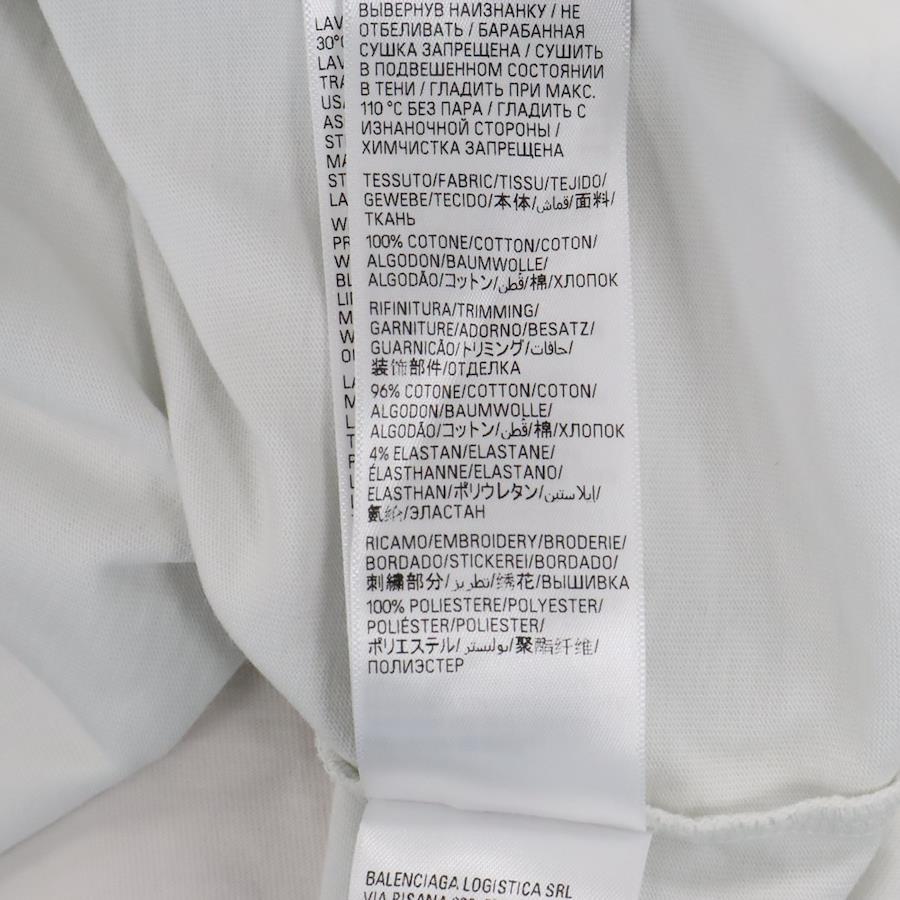 ВЫВЕРНУВ НАИЗНАНКУ / НЕ
ОТБЕЛИВАТЬ / БАРАБАННАЯ
СУШКА ЗАПРЕЩЕНА / СУШИТЬ
В ПОДВЕШЕННОМ СОСТОЯНИИ
В ТЕНИ / ГЛАДИТЬ ПРИ МАКС.
110 °C БЕЗ ПАРА / ГЛАДИТЬ С
ИЗНАНОЧНОЙ СТОРОНЫ /
ХИМЧИСТКА ЗАПРЕЩЕНА
TESSUTO/FABRIC/TISSU/TEJIDO/
GEWEBE/TECIDO/本体/قماش/面料/
ТКАНЬ
100% COTONE/COTTON/COTON/
ALGODON/BAUMWOLLE/
ALGODÃO/コットン/قطن/棉/ХЛОПОК
RIFINITURA/TRIMMING/
GARNITURE/ADORNO/BESATZ/
GUARNICÃO/トリミング/حافات/
装饰部件/ОТДЕЛКА
96% COTONE/COTTON/COTON/
ALGODON/BAUMWOLLE/
ALGODÃO/コットン/قطن/棉/ХЛОПОК
4% ELASTAN/ELASTANE/
ÉLASTHANNE/ELASTANO/
ELASTHAN/ポリウレタン/إيلاستين/
氨纶/ЭЛАСТАН
RICAMO/EMBROIDERY/BRODERIE/
BORDADO/STICKEREI/BORDADO/
刺繍部分/تطريز/绣花/ВЫШИВКА
100% POLIESTERE/POLYESTER/
POLIÉSTER/POLIESTER/
ポリエステル/بوليستر/聚酯纤维/
ПОЛИЭСТЕР
BALENCIAGA LOGISTICA SRL
VIA PISANA